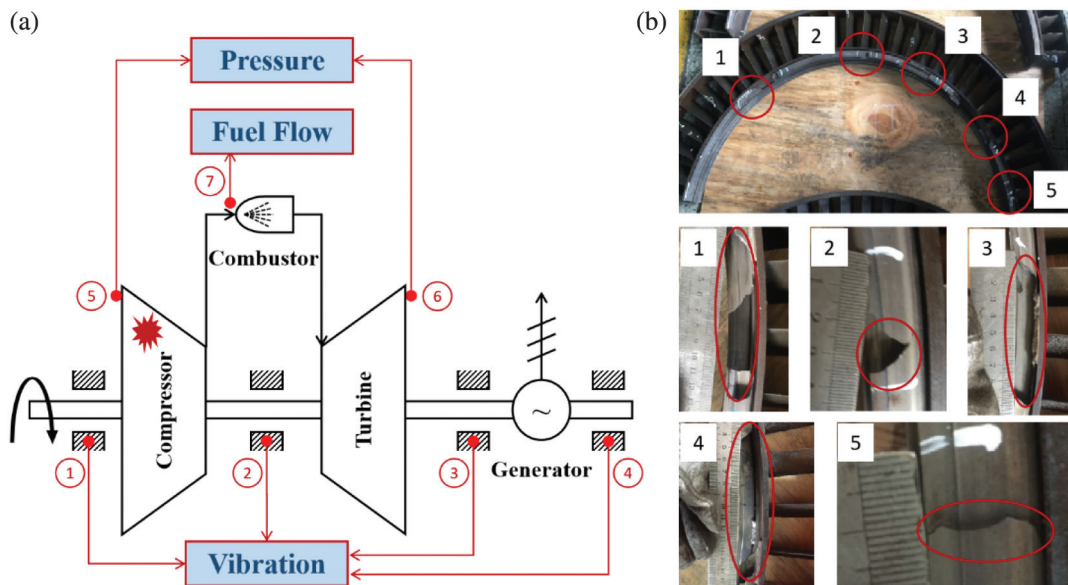 (a)
Pressure
Fuel Flow
7
Combustor
5
6
Compressor
Turbine
~
Generator
1
2
3
4
Vibration
(b)
1
2
3
4
5
1
2
3
4
5